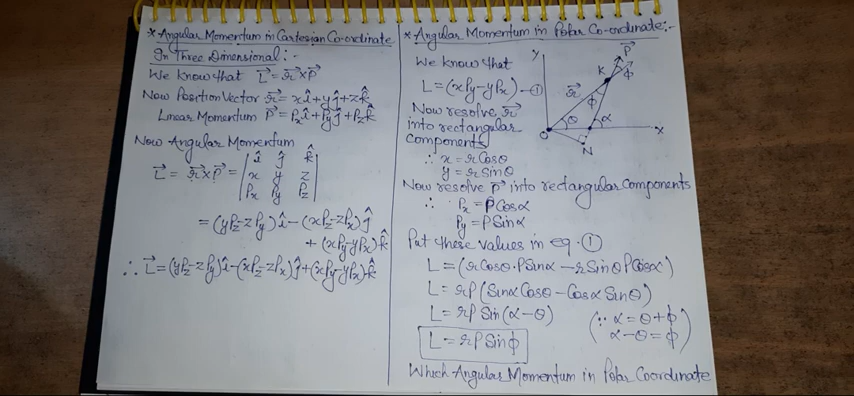 * Angular Momentum in Cartesian Co-ordinate
In Three Dimensional:-
We know that L⃗ = r⃗ × P⃗
Now Position Vector r⃗ = xî + yĵ + zk̂
Linear Momentum P⃗ = Pxî + Pyĵ + Pzk̂
Now Angular Momentum
L⃗ = r⃗ × P⃗ = | î ĵ k̂ |
| x y z |
| Px Py Pz |
= (yPz - zPy) î - (xPz - zPx) ĵ
+ (xPy - yPx) k̂
∴ L⃗ = (yPz - zPy) î - (xPz - zPx) ĵ + (xPy - yPx) k̂
* Angular Momentum in Polar Co-ordinate:-
We know that
L = (xPy - yPx) -①
Now resolve r⃗
into rectangular
components
∴ x = r Cosθ
y = r Sinθ
y
P⃗
K
ϕ
r⃗
ϕ
θ
α
O
x
N
Now resolve P⃗ into rectangular components
∴ Px = P Cosα
Py = P Sinα
Put these values in eq. ①
L = (r Cosθ · P Sinα - r Sinθ P Cosα)
L = rP (Sinα Cosθ - Cosα Sinθ)
L = rP Sin (α - θ) (∵ α = θ + ϕ
α - θ = ϕ)
L = rP Sinϕ
Which Angular Momentum in Polar Coordinate